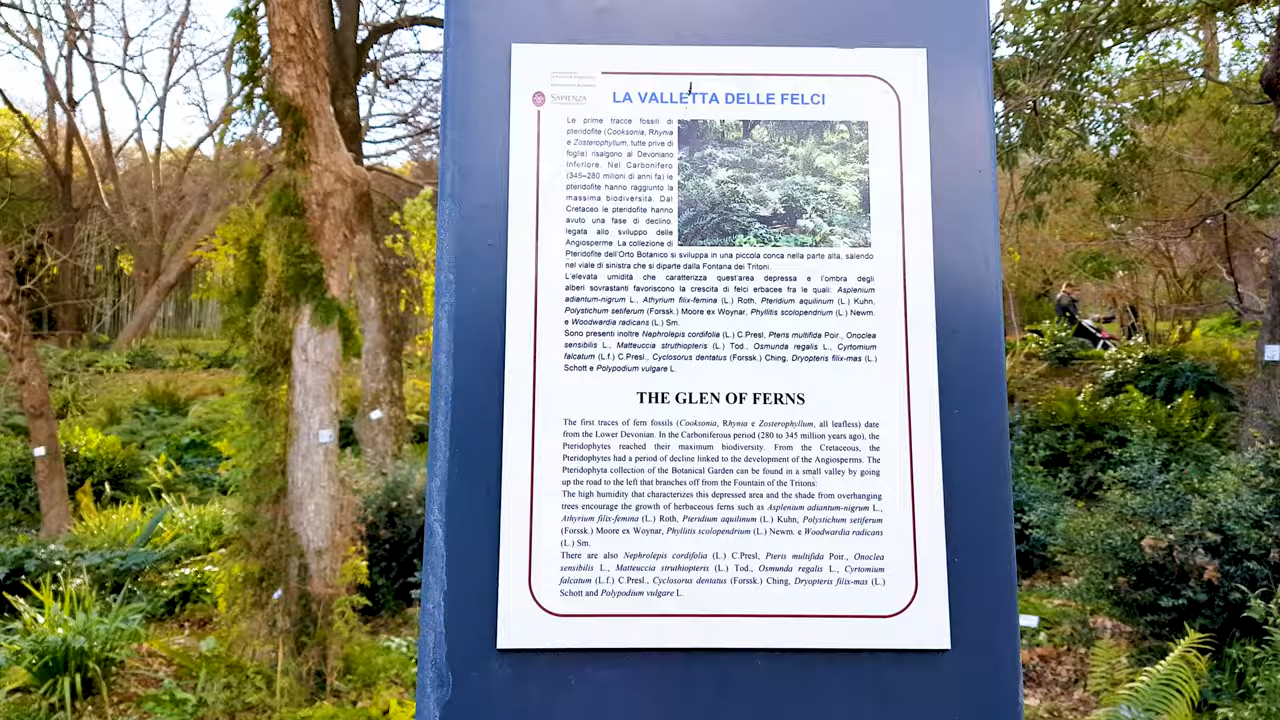 SAPIENZA
LA VALLETTA DELLE FELCI
Le prime tracce fossili di
pteridofite (Cooksonia, Rhynia
e Zosterophyllum, tutte prive di
foglie) risalgono al Devoniano
inferiore. Nel Carbonifero
(345–280 milioni di anni fa) le
pteridofite hanno raggiunto la
massima biodiversità. Dal
Cretaceo le pteridofite hanno
avuto una fase di declino,
legata allo sviluppo delle
Angiosperme. La collezione di
Pteridofite dell'Orto Botanico si sviluppa in una piccola conca nella parte alta, salendo
nel viale di sinistra che si diparte dalla Fontana dei Tritoni.
L'elevata umidità che caratterizza quest'area depressa e l'ombra degli
alberi sovrastanti favoriscono la crescita di felci erbacee fra le quali: Asplenium
adiantum-nigrum L., Athyrium filix-femina (L.) Roth, Pteridium aquilinum (L.) Kuhn,
Polystichum setiferum (Forssk.) Moore ex Woynar, Phyllitis scolopendrium (L.) Newm.
e Woodwardia radicans (L.) Sm.
Sono presenti inoltre Nephrolepis cordifolia (L.) C.Presl, Pteris multifida Poir., Onoclea
sensibilis L., Matteuccia struthiopteris (L.) Tod., Osmunda regalis L., Cyrtomium
falcatum (L.f.) C.Presl., Cyclosorus dentatus (Forssk.) Ching, Dryopteris filix-mas (L.)
Schott e Polypodium vulgare L.
THE GLEN OF FERNS
The first traces of fern fossils (Cooksonia, Rhynia e Zosterophyllum, all leafless) date
from the Lower Devonian. In the Carboniferous period (280 to 345 million years ago), the
Pteridophytes reached their maximum biodiversity. From the Cretaceous, the
Pteridophytes had a period of decline linked to the development of the Angiosperms. The
Pteridophyta collection of the Botanical Garden can be found in a small valley by going
up the road to the left that branches off from the Fountain of the Tritons.
The high humidity that characterizes this depressed area and the shade from overhanging
trees encourage the growth of herbaceous ferns such as Asplenium adiantum-nigrum L.,
Athyrium filix-femina (L.) Roth, Pteridium aquilinum (L.) Kuhn, Polystichum setiferum
(Forssk.) Moore ex Woynar, Phyllitis scolopendrium (L.) Newm. e Woodwardia radicans
(L.) Sm.
There are also Nephrolepis cordifolia (L.) C.Presl, Pteris multifida Poir., Onoclea
sensibilis L., Matteuccia struthiopteris (L.) Tod., Osmunda regalis L., Cyrtomium
falcatum (L.f.) C.Presl., Cyclosorus dentatus (Forssk.) Ching, Dryopteris filix-mas (L.)
Schott and Polypodium vulgare L.